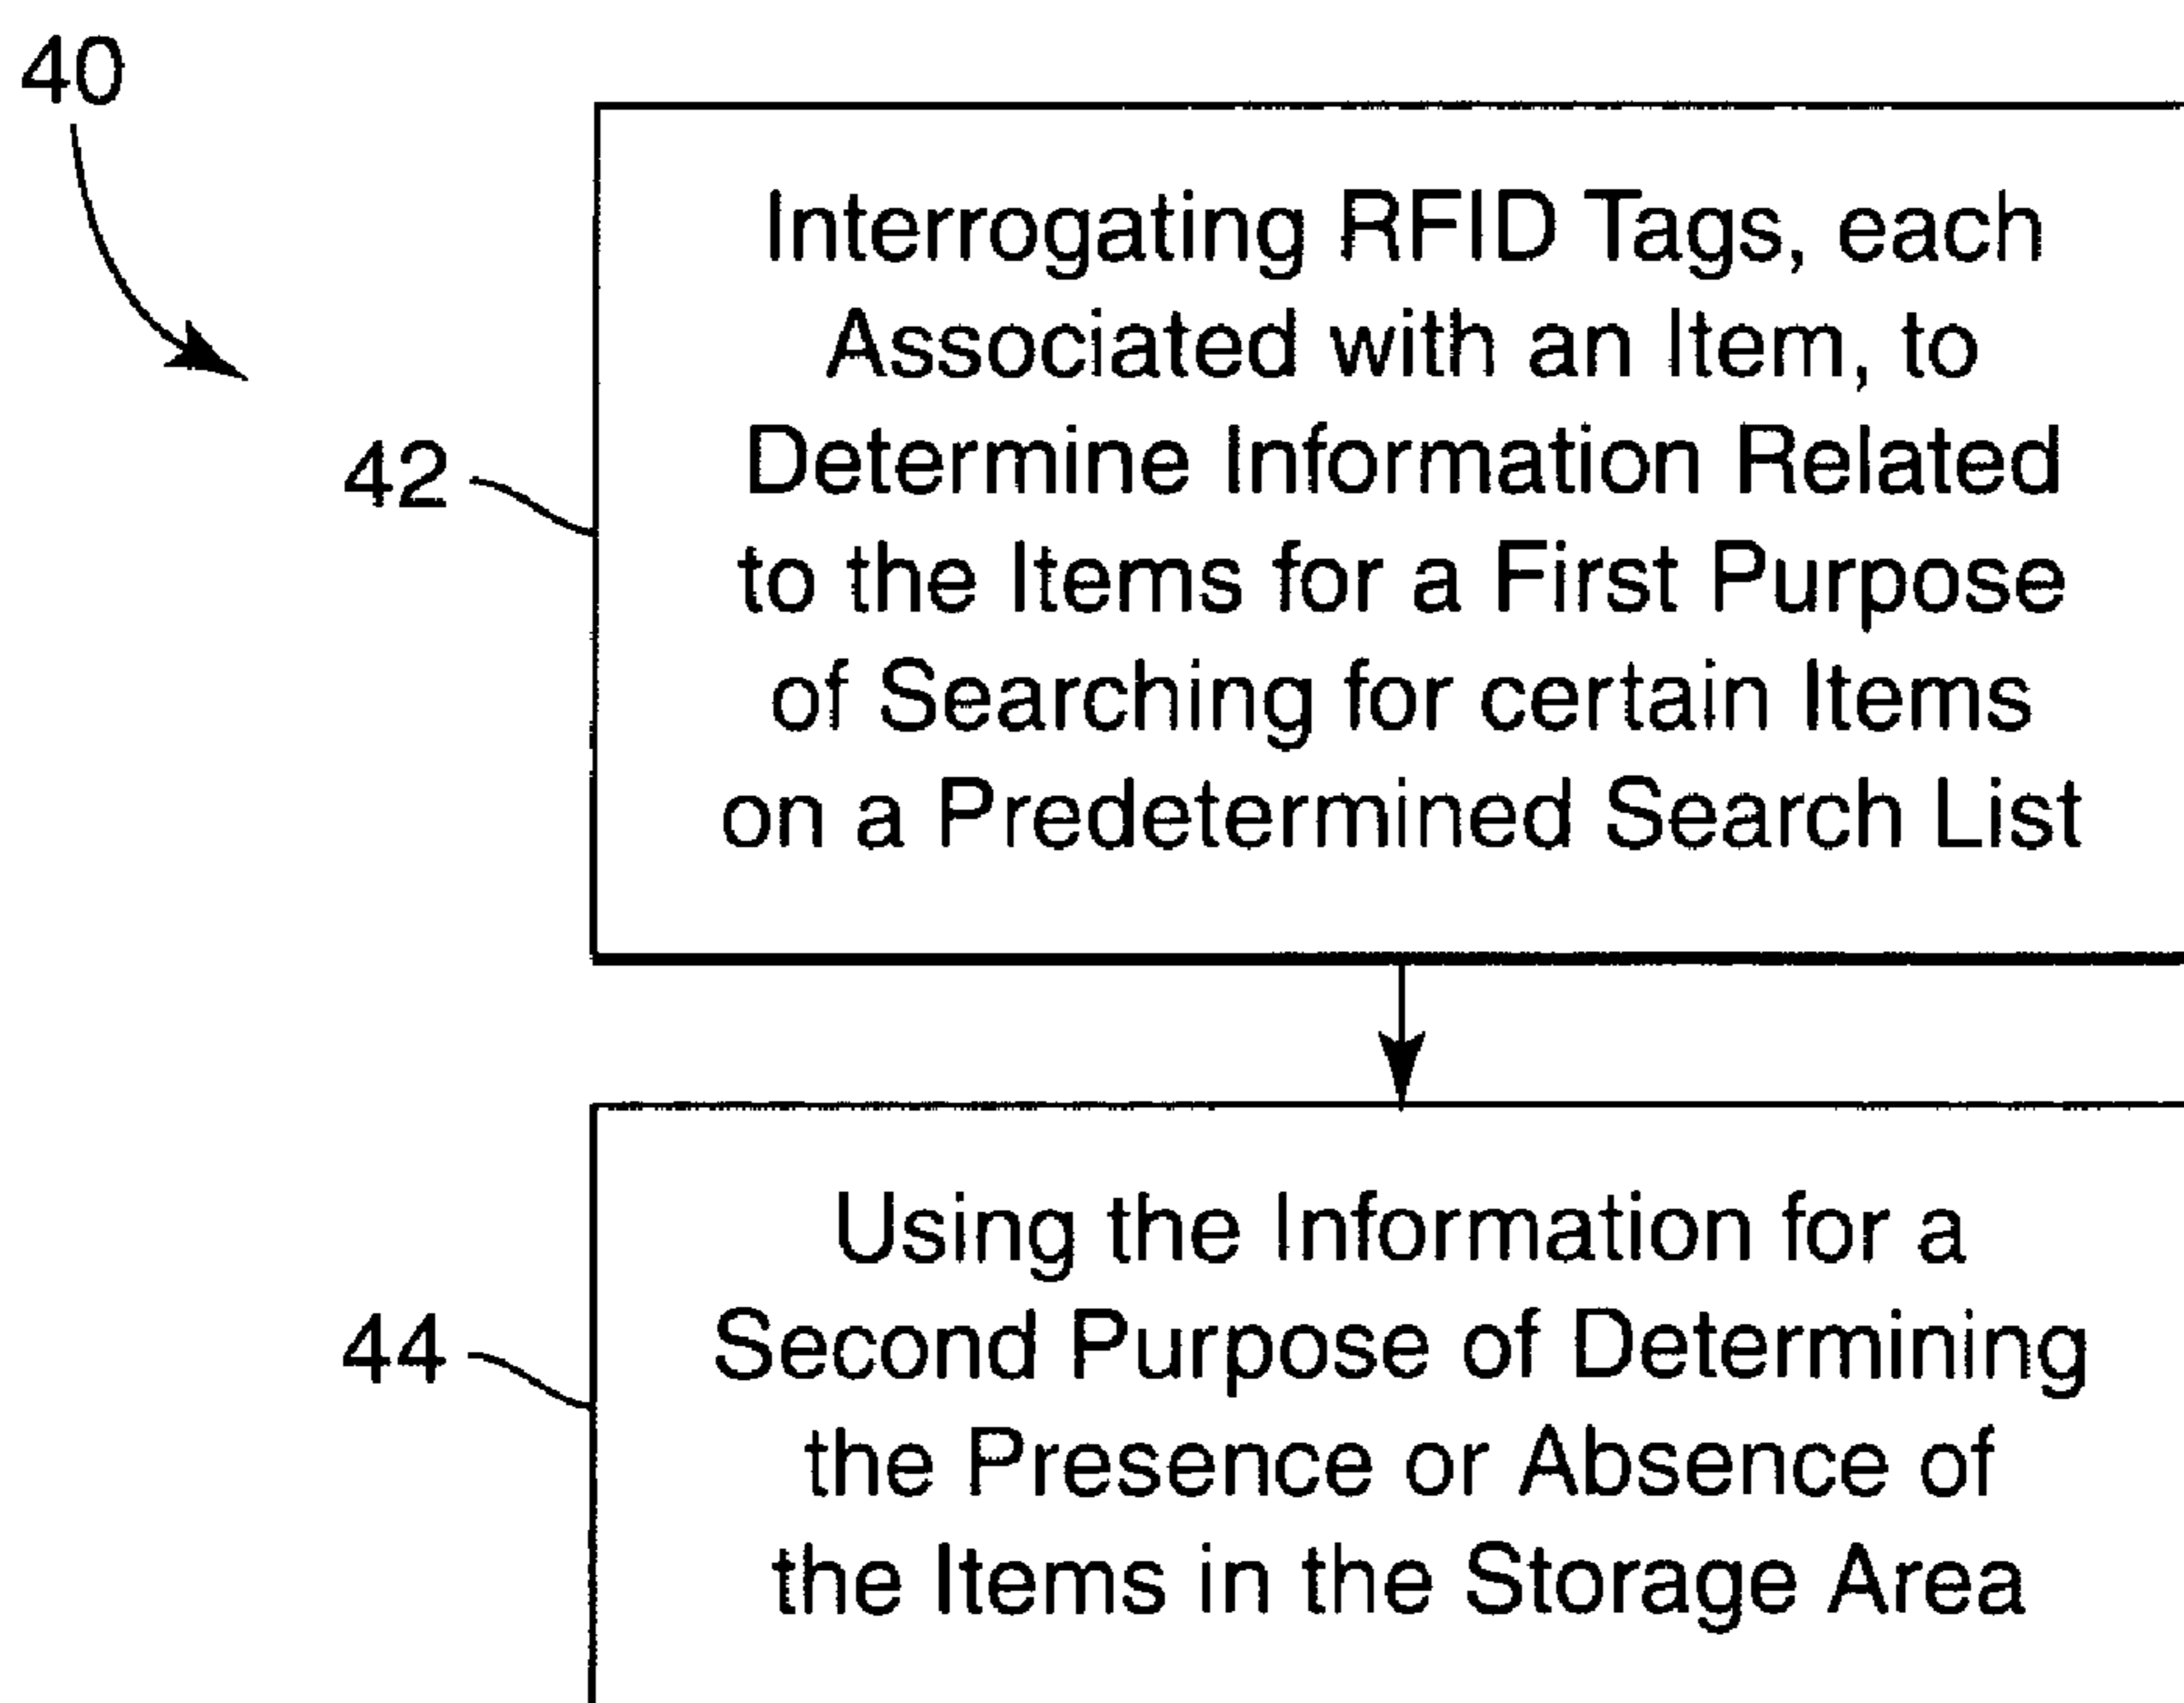 40
Interrogating RFID Tags, each
Associated with an Item, to
Determine Information Related
42
to the Items for a First Purpose
of Searching for certain Items
on a Predetermined Search List
Using the Information for a
Second Purpose of Determining
44
the Presence or Absence of
the Items in the Storage Area